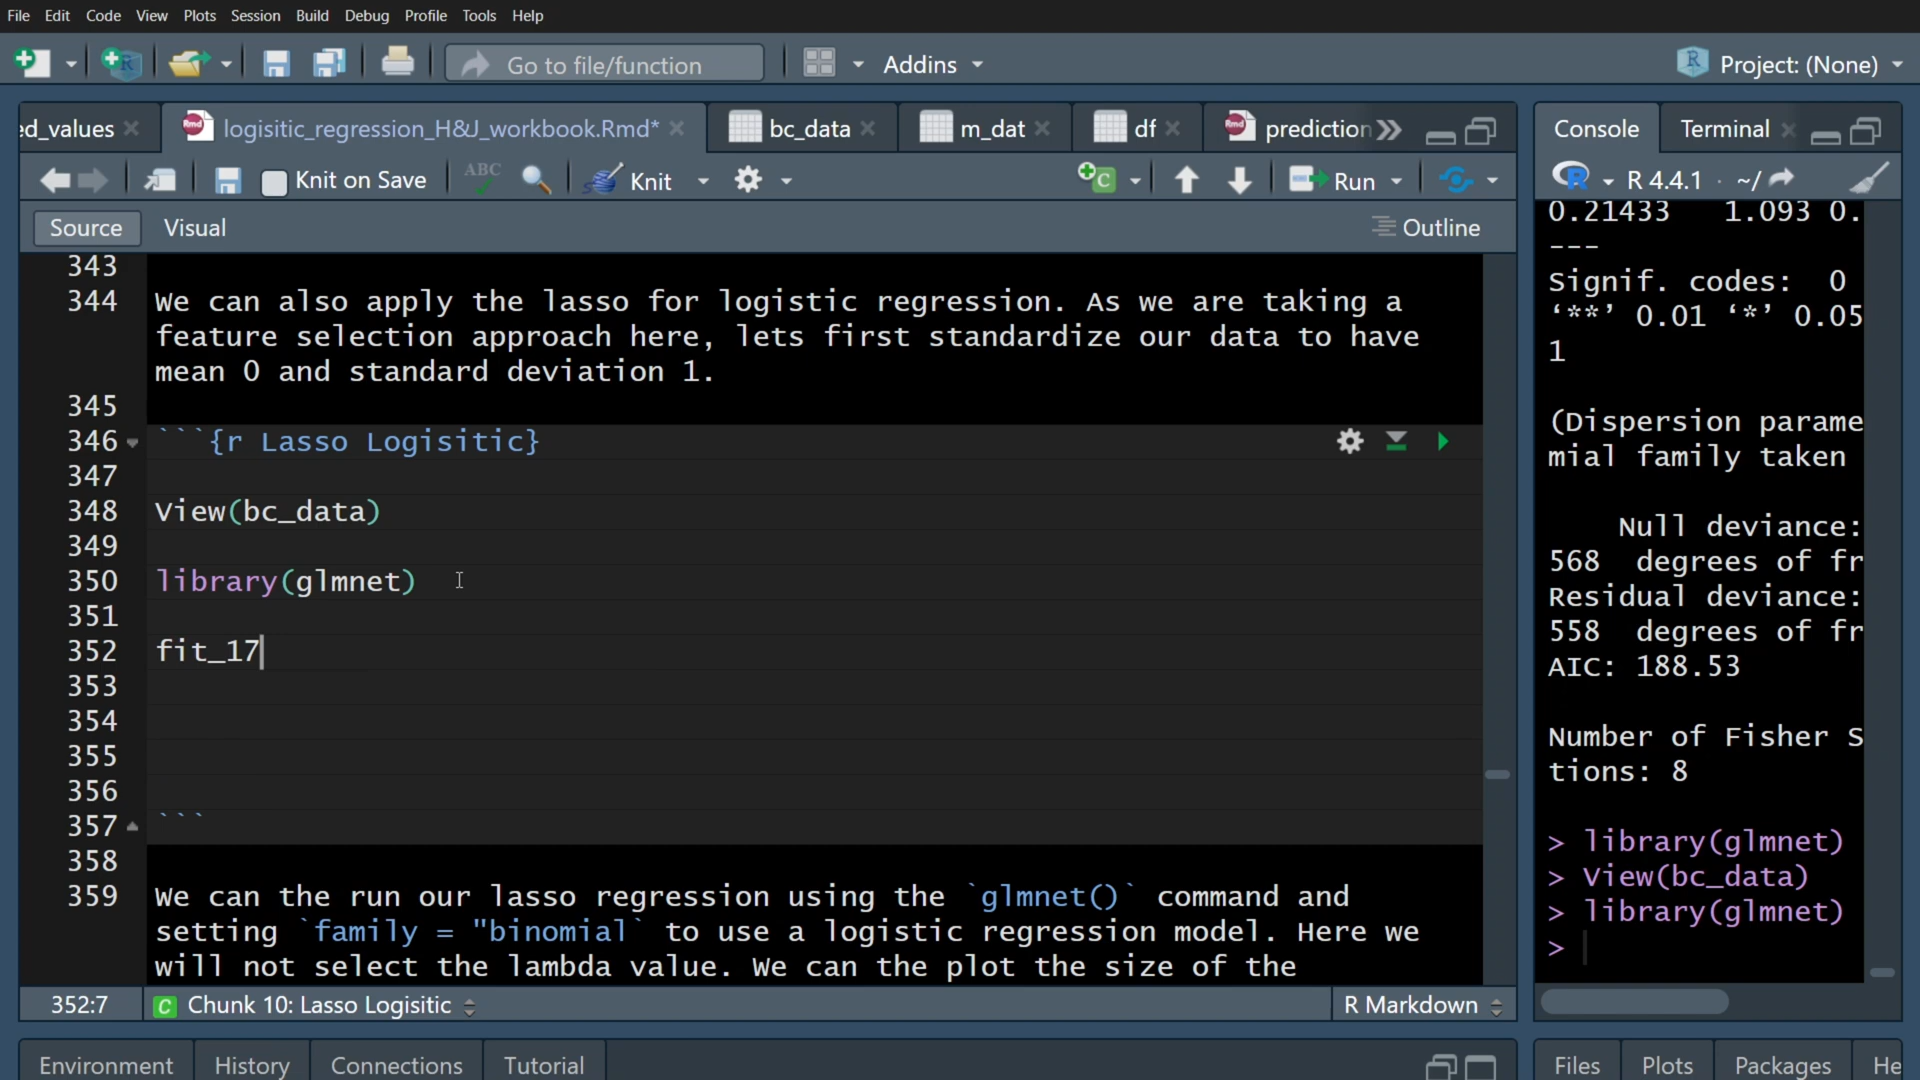 File Edit Code View Plots Session Build Debug Profile Tools Help
Go to file/function
Addins
Project: (None)
ed_values
logisitic_regression_H&J_workbook.Rmd*
bc_data
m_dat
df
prediction
Console
Terminal
Knit on Save
ABC
Knit
Run
R 4.4.1 · ~/
Source
Visual
Outline
343
344 We can also apply the lasso for logistic regression. As we are taking a
feature selection approach here, lets first standardize our data to have
mean 0 and standard deviation 1.
345
346 ```{r Lasso Logisitic}
347
348 View(bc_data)
349
350 library(glmnet)
351
352 fit_17
353
354
355
356
357 ```
358
359 We can the run our lasso regression using the `glmnet()` command and
setting `family = "binomial` to use a logistic regression model. Here we
will not select the lambda value. We can the plot the size of the
352:7
C Chunk 10: Lasso Logisitic
R Markdown
0.21433 1.093 0.
---
Signif. codes: 0
‘**’ 0.01 ‘*’ 0.05
1
(Dispersion parame
mial family taken
Null deviance:
568 degrees of fr
Residual deviance:
558 degrees of fr
AIC: 188.53
Number of Fisher S
tions: 8
> library(glmnet)
> View(bc_data)
> library(glmnet)
>
Environment
History
Connections
Tutorial
Files
Plots
Packages
He